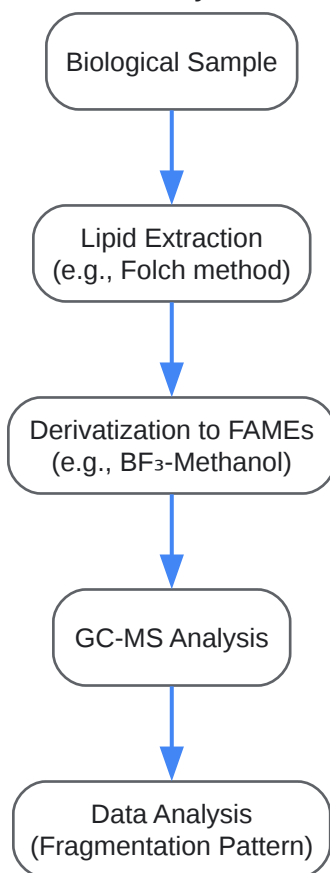 Biological Sample
Lipid Extraction
(e.g., Folch method)
Derivatization to FAMEs
(e.g., BF₃-Methanol)
GC-MS Analysis
Data Analysis
(Fragmentation Pattern)